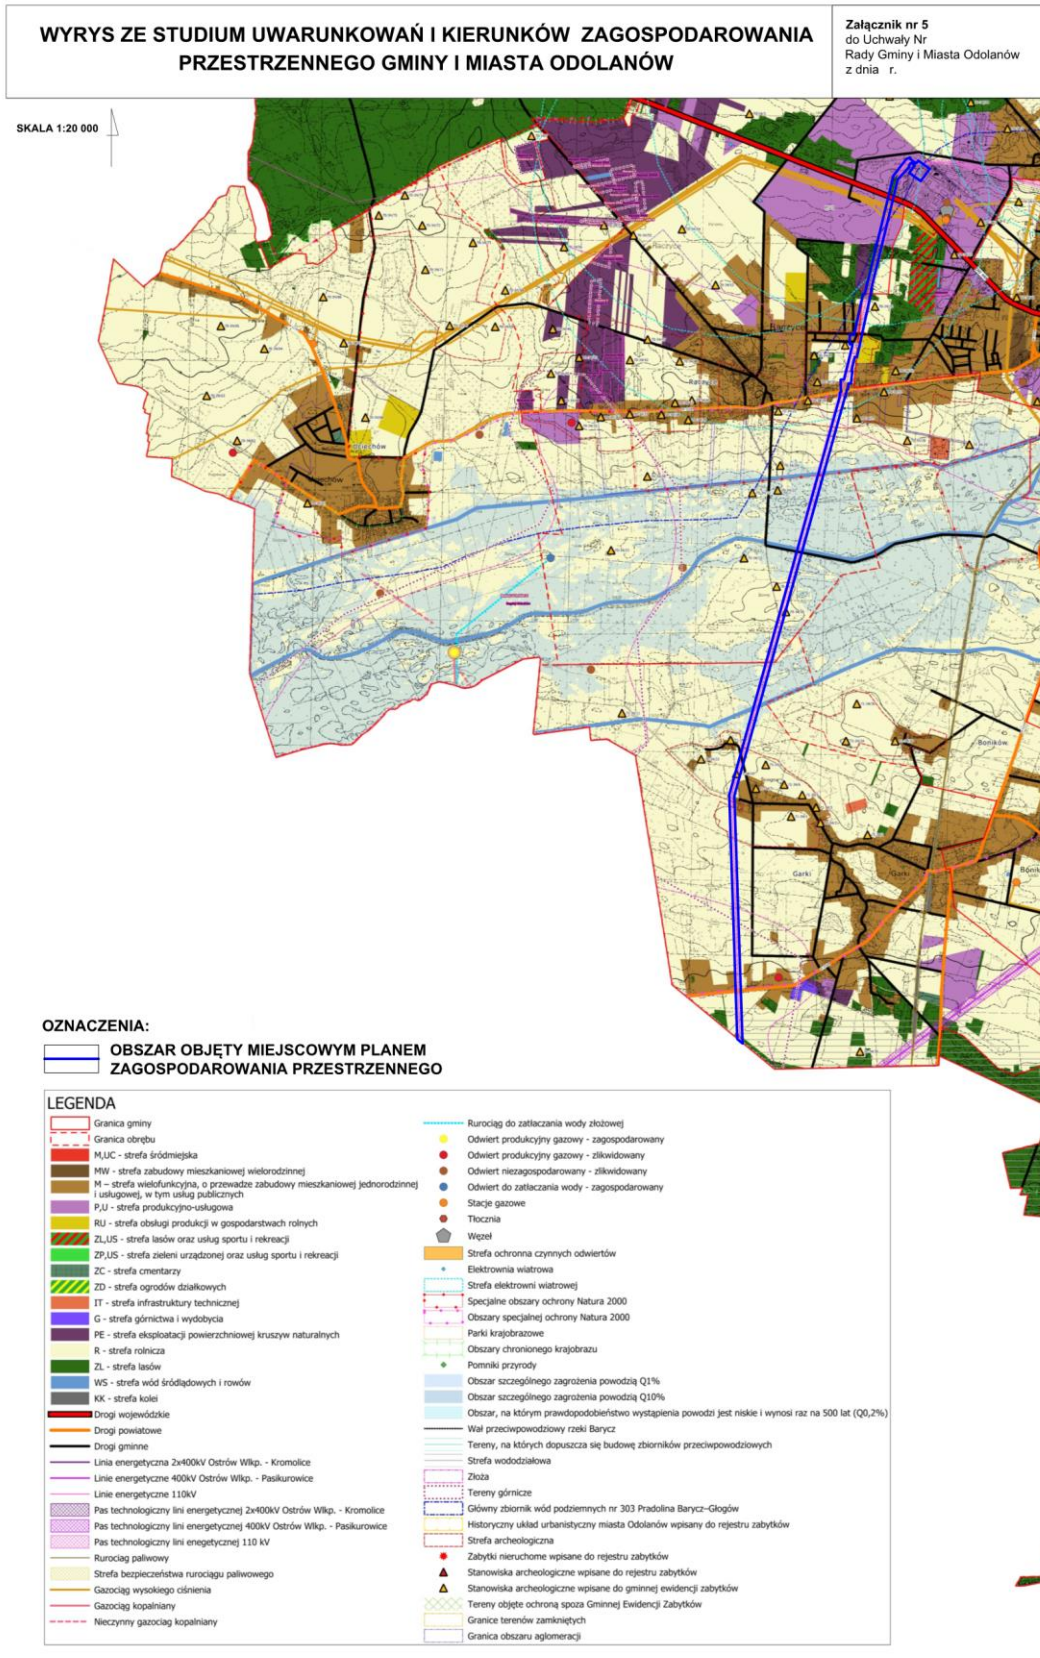 WYRYS ZE STUDIUM UWARUNKOWAŃ I KIERUNKÓW ZAGOSPODAROWANIA
PRZESTRZENNEGO GMINY I MIASTA ODOLANÓW
Załącznik nr 5
do Uchwały Nr
Rady Gminy i Miasta Odolanów
z dnia r.
SKALA 1:20 000
Boników
Garki
Garki
OZNACZENIA:
OBSZAR OBJĘTY MIEJSCOWYM PLANEM
ZAGOSPODAROWANIA PRZESTRZENNEGO
LEGENDA
Granica gminy
Granica obrębu
M,UC - strefa śródmiejska
MW - strefa zabudowy mieszkaniowej wielorodzinnej
M – strefa wielofunkcyjna, o przewadze zabudowy mieszkaniowej jednorodzinnej
i usługowej, w tym usług publicznych
P,U - strefa produkcyjno-usługowa
RU - strefa obsługi produkcji w gospodarstwach rolnych
ZL,US - strefa lasów oraz usług sportu i rekreacji
ZP,US - strefa zieleni urządzonej oraz usług sportu i rekreacji
ZC - strefa cmentarzy
ZD - strefa ogrodów działkowych
IT - strefa infrastruktury technicznej
G - strefa górnictwa i wydobycia
PE - strefa eksploatacji powierzchniowej kruszyw naturalnych
R - strefa rolnicza
ZL - strefa lasów
WS - strefa wód śródlądowych i rowów
KK - strefa kolei
Drogi wojewódzkie
Drogi powiatowe
Drogi gminne
Linia energetyczne 2x400kV Ostrów Wlkp. - Kromolice
Linie energetyczne 400kV Ostrów Wlkp. - Pasikurowice
Linie energetyczne 110kV
Pas technologiczny lini energetycznej 2x400kV Ostrów Wlkp. - Kromolice
Pas technologiczny lini energetycznej 400kV Ostrów Wlkp. - Pasikurowice
Pas technologiczny lini enegetycznej 110 kV
Rurociag paliwowy
Strefa bezpieczeństwa rurociągu paliwowego
Gazociąg wysokiego ciśnienia
Gazociąg kopalniany
Nieczynny gazociag kopalniany
Rurociąg do zatłaczania wody złożowej
Odwiert produkcyjny gazowy - zagospodarowany
Odwiert produkcyjny gazowy - zlikwidowany
Odwiert niezagospodarowany - zlikwidowany
Odwiert do zatłaczania wody - zagospodarowany
Stacje gazowe
Tłocznia
Węzeł
Strefa ochronna czynnych odwiertów
Elektrownia wiatrowa
Strefa elektrowni wiatrowej
Specjalne obszary ochrony Natura 2000
Obszary specjalnej ochrony Natura 2000
Parki krajobrazowe
Obszary chronionego krajobrazu
Pomniki przyrody
Obszar szczególnego zagrożenia powodzią Q1%
Obszar szczególnego zagrożenia powodzią Q10%
Obszar, na którym prawdopodobieństwo wystąpienia powodzi jest niskie i wynosi raz na 500 lat (Q0,2%)
Wał przeciwpowodziowy rzeki Barycz
Tereny, na których dopuszcza się budowę zbiorników przeciwpowodziowych
Strefa wododziałowa
Złoża
Tereny górnicze
Główny zbiornik wód podziemnych nr 303 Pradolina Barycz–Głogów
Historyczny układ urbanistyczny miasta Odolanów wpisany do rejestru zabytków
Strefa archeologiczna
Zabytki nieruchome wpisane do rejestru zabytków
Stanowiska archeologiczne wpisane do rejestru zabytków
Stanowiska archeologiczne wpisane do gminnej ewidencji zabytków
Tereny objęte ochroną spoza Gminnej Ewidencji Zabytków
Granice terenów zamkniętych
Granica obszaru aglomeracji